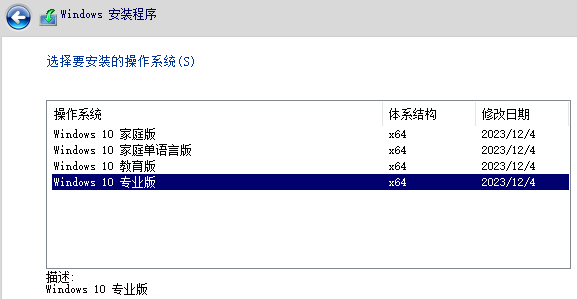 Windows 安装程序
选择要安装的操作系统(S)
操作系统 体系结构 修改日期
Windows 10 家庭版 x64 2023/12/4
Windows 10 家庭单语言版 x64 2023/12/4
Windows 10 教育版 x64 2023/12/4
Windows 10 专业版 x64 2023/12/4
描述:
Windows 10 专业版